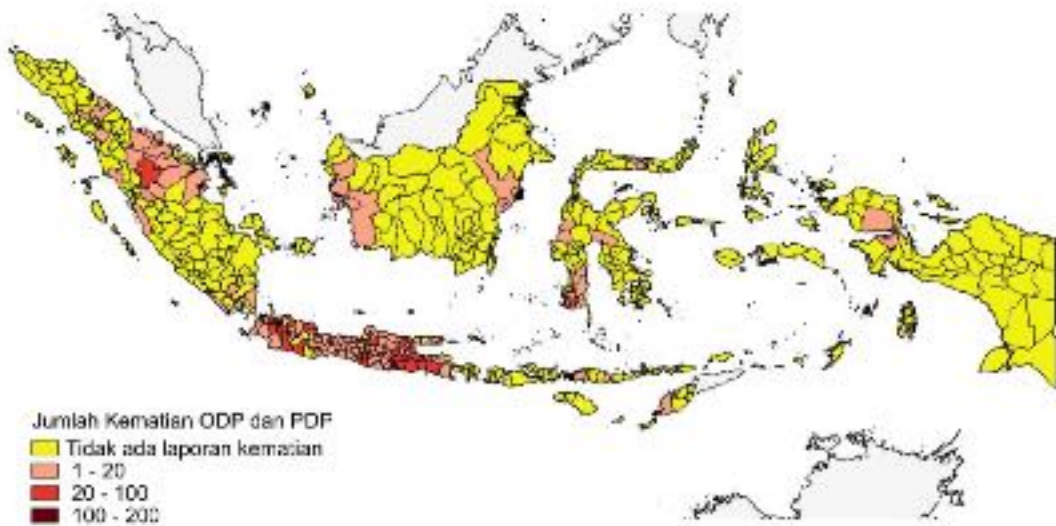 Jumlah Kematian ODP dan PDP
Tidak ada laporan kematian
1 - 20
20 - 100
100 - 200